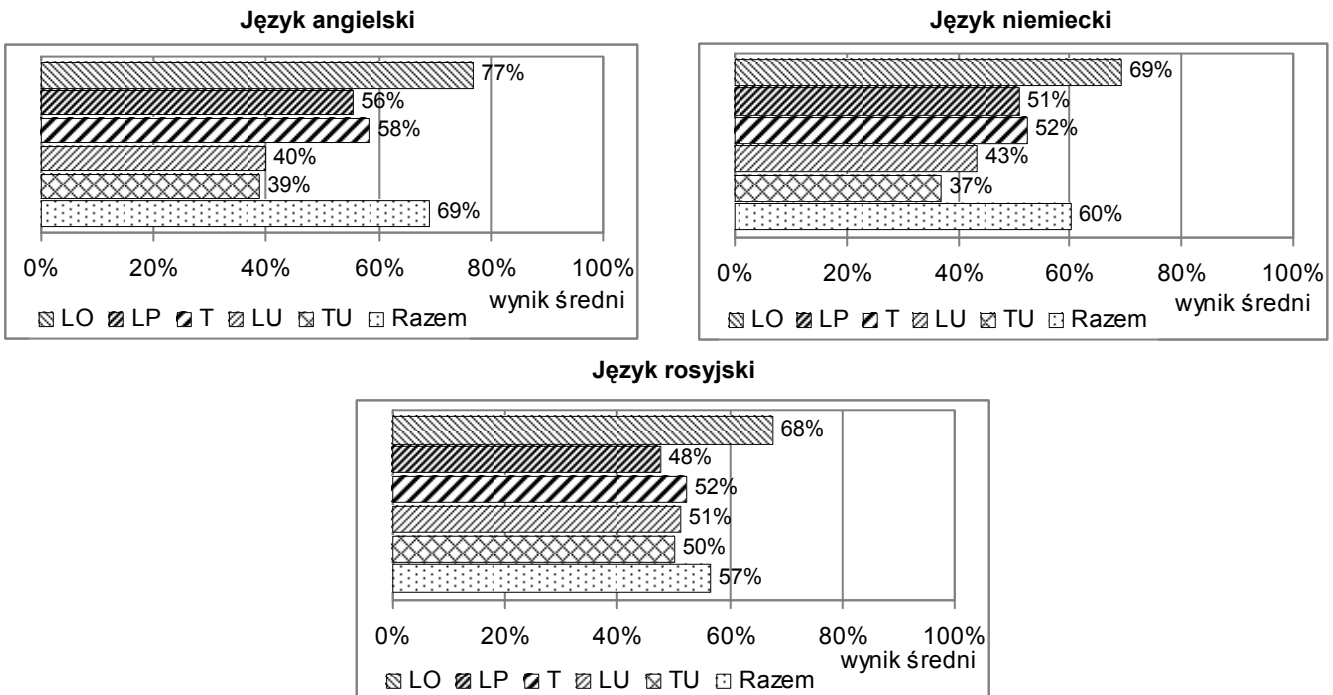 Język angielski
77%
56%
58%
40%
39%
69%
0% 20% 40% 60% 80% 100%
wynik średni
LO LP T LU TU Razem
Język niemiecki
69%
51%
52%
43%
37%
60%
0% 20% 40% 60% 80% 100%
wynik średni
LO LP T LU TU Razem
Język rosyjski
68%
48%
52%
51%
50%
57%
0% 20% 40% 60% 80% 100%
wynik średni
LO LP T LU TU Razem